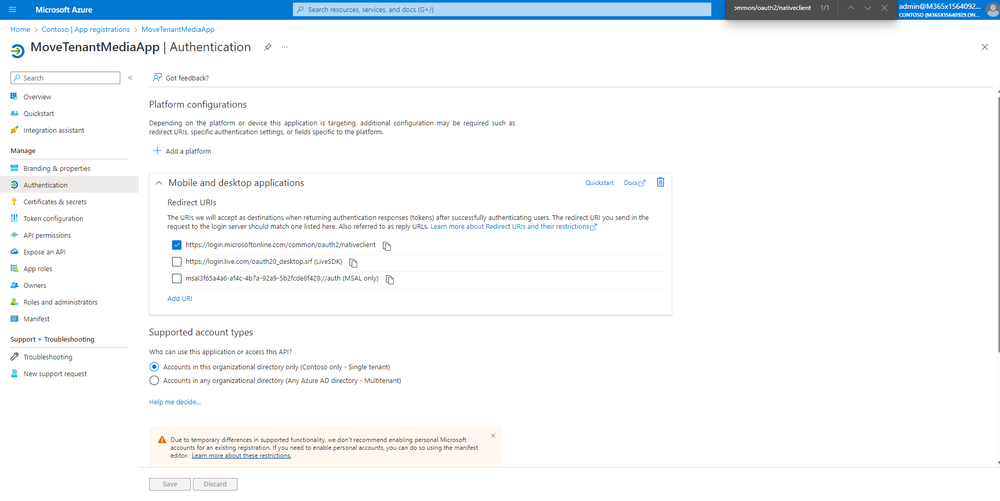 Microsoft Azure
Search resources, services, and docs (G+/)
ommon/oauth2/nativeclient 1/1
admin@M365x1564092...
CONTOSO (M365X15640929.ON...
Home > Contoso | App registrations > MoveTenantMediaApp
MoveTenantMediaApp | Authentication
Search
Got feedback?
Overview
Quickstart
Integration assistant
Manage
Branding & properties
Authentication
Certificates & secrets
Token configuration
API permissions
Expose an API
App roles
Owners
Roles and administrators
Manifest
Support + Troubleshooting
Troubleshooting
New support request
Platform configurations
Depending on the platform or device this application is targeting, additional configuration may be required such as
redirect URIs, specific authentication settings, or fields specific to the platform.
Add a platform
Mobile and desktop applications
Quickstart
Docs
Redirect URIs
The URIs we will accept as destinations when returning authentication responses (tokens) after successfully authenticating users. The redirect URI you send in the
request to the login server should match one listed here. Also referred to as reply URLs. Learn more about Redirect URIs and their restrictions
https://login.microsoftonline.com/common/oauth2/nativeclient
https://login.live.com/oauth20_desktop.srf (LiveSDK)
msal3f65a4a6-af4c-4b7a-92a9-5b2fcde8f428://auth (MSAL only)
Add URI
Supported account types
Who can use this application or access this API?
Accounts in this organizational directory only (Contoso only - Single tenant)
Accounts in any organizational directory (Any Azure AD directory - Multitenant)
Help me decide...
Due to temporary differences in supported functionality, we don't recommend enabling personal Microsoft
accounts for an existing registration. If you need to enable personal accounts, you can do so using the manifest
editor. Learn more about these restrictions.
Save
Discard